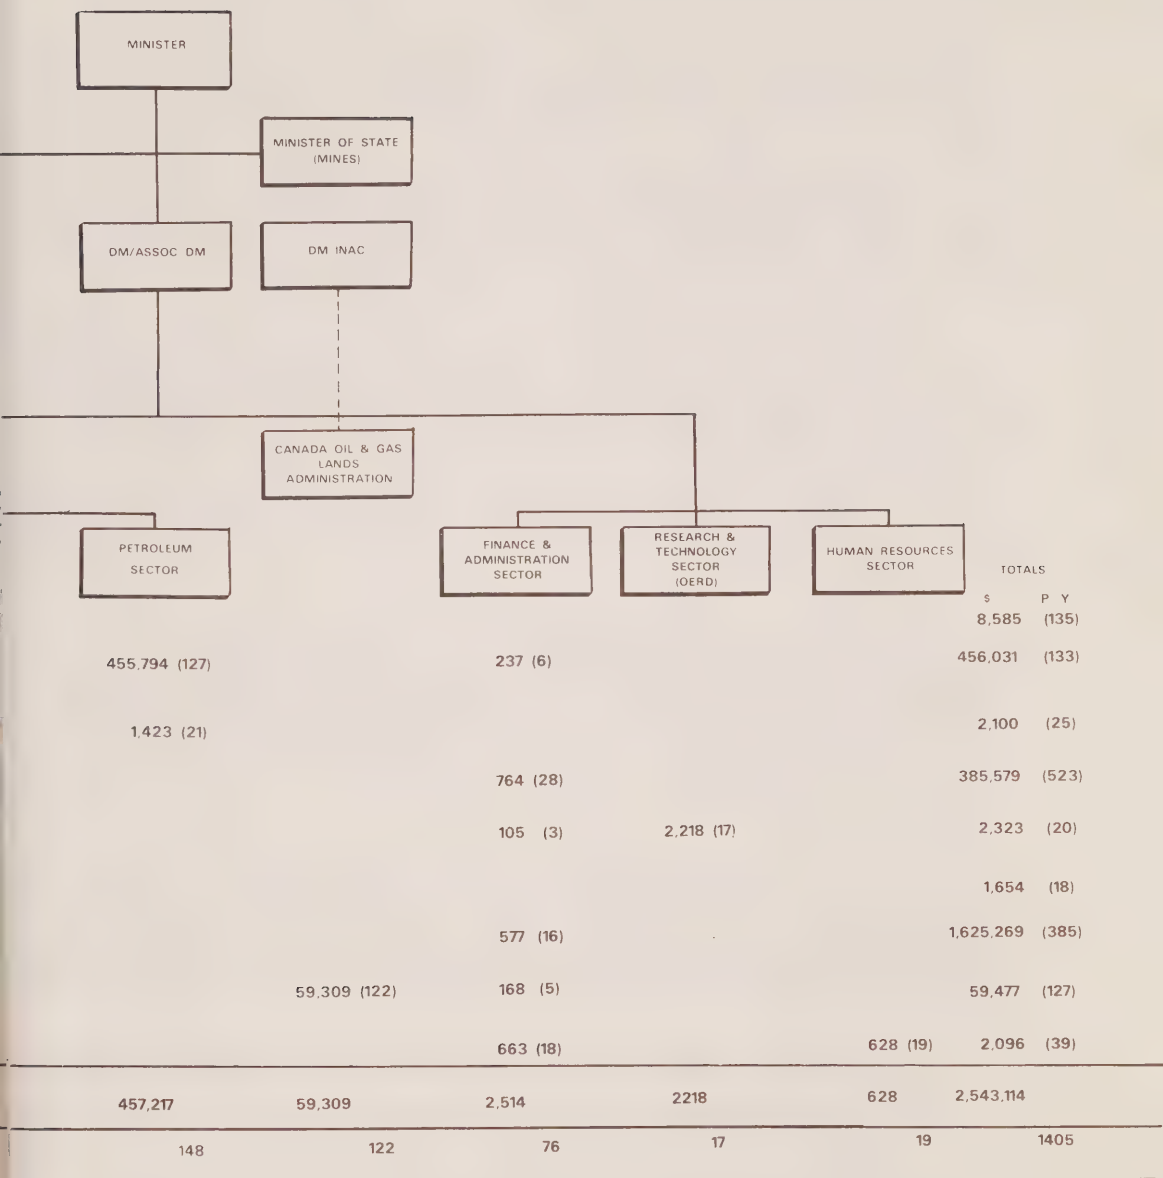 MINISTER
MINISTER OF STATE
(MINES)
DM/ASSOC DM
DM INAC
CANADA OIL & GAS
LANDS
ADMINISTRATION
PETROLEUM
SECTOR
FINANCE &
ADMINISTRATION
SECTOR
RESEARCH &
TECHNOLOGY
SECTOR
(OERD)
HUMAN RESOURCES
SECTOR
TOTALS
$ P Y
8,585 (135)
455,794 (127) 237 (6) 456,031 (133)
1,423 (21) 2,100 (25)
764 (28) 385,579 (523)
105 (3) 2,218 (17) 2,323 (20)
1,654 (18)
577 (16) 1,625,269 (385)
59,309 (122) 168 (5) 59,477 (127)
663 (18) 628 (19) 2,096 (39)
457,217 59,309 2,514 2218 628 2,543,114
148 122 76 17 19 1405